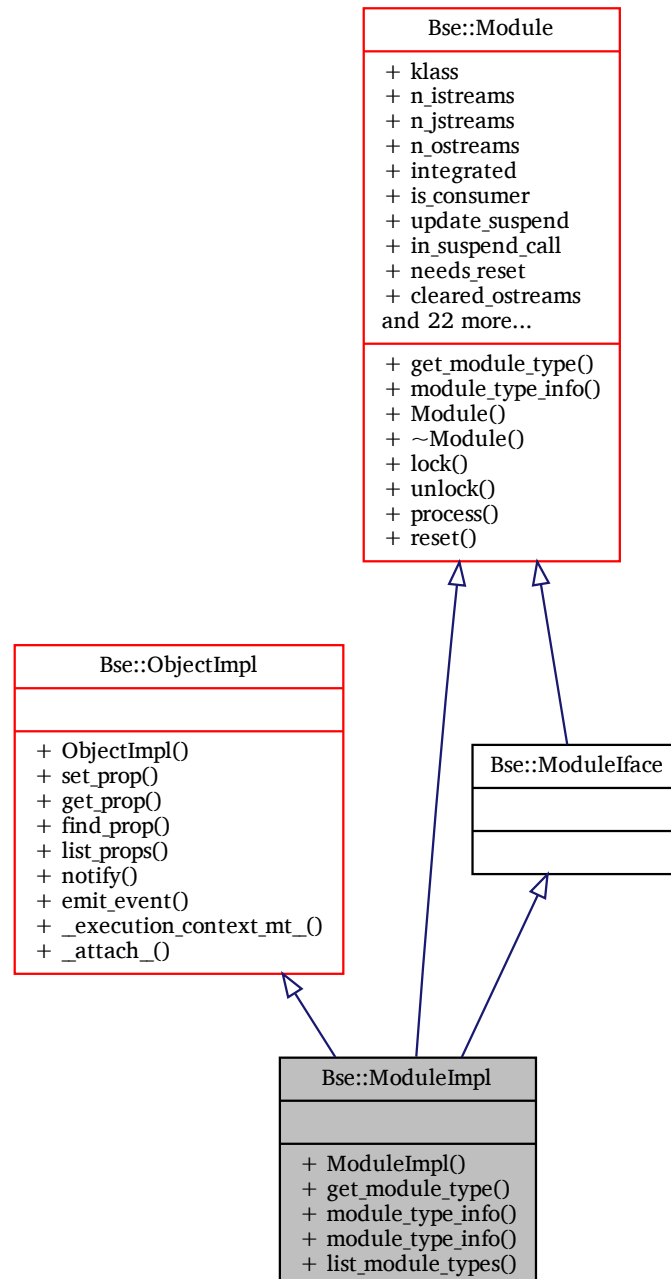 Bse::Module
+ klass
+ n_istreams
+ n_jstreams
+ n_ostreams
+ integrated
+ is_consumer
+ update_suspend
+ in_suspend_call
+ needs_reset
+ cleared_ostreams
and 22 more...
+ get_module_type()
+ module_type_info()
+ Module()
+ ~Module()
+ lock()
+ unlock()
+ process()
+ reset()
Bse::ObjectImpl
+ ObjectImpl()
+ set_prop()
+ get_prop()
+ find_prop()
+ list_props()
+ notify()
+ emit_event()
+ __execution_context_mt__()
+ __attach__()
Bse::ModuleIface
Bse::ModuleImpl
+ ModuleImpl()
+ get_module_type()
+ module_type_info()
+ module_type_info()
+ list_module_types()